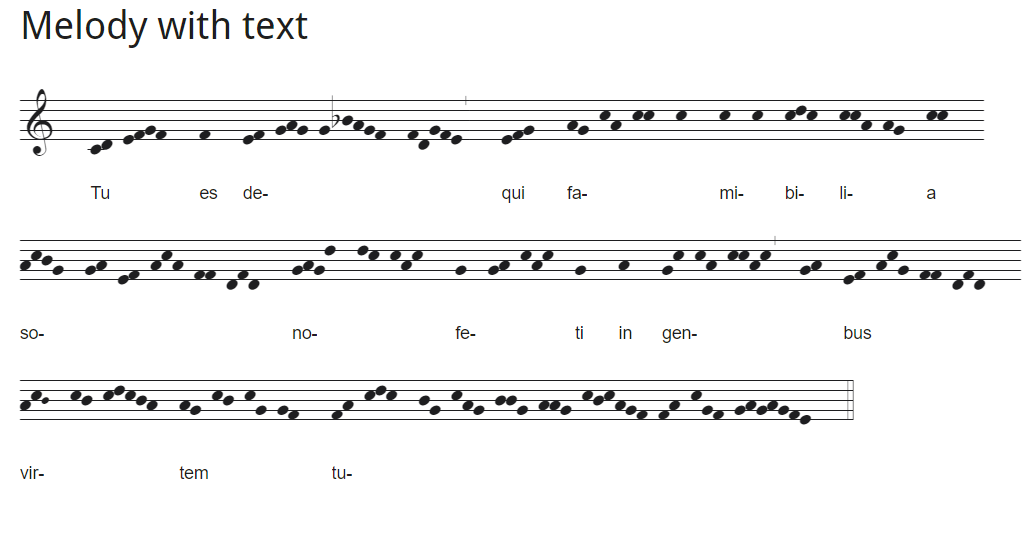 Melody with text
Tu es de- qui fa- mi- bi- li- a
so- no- fe- ti in gen- bus
vir- tem tu-